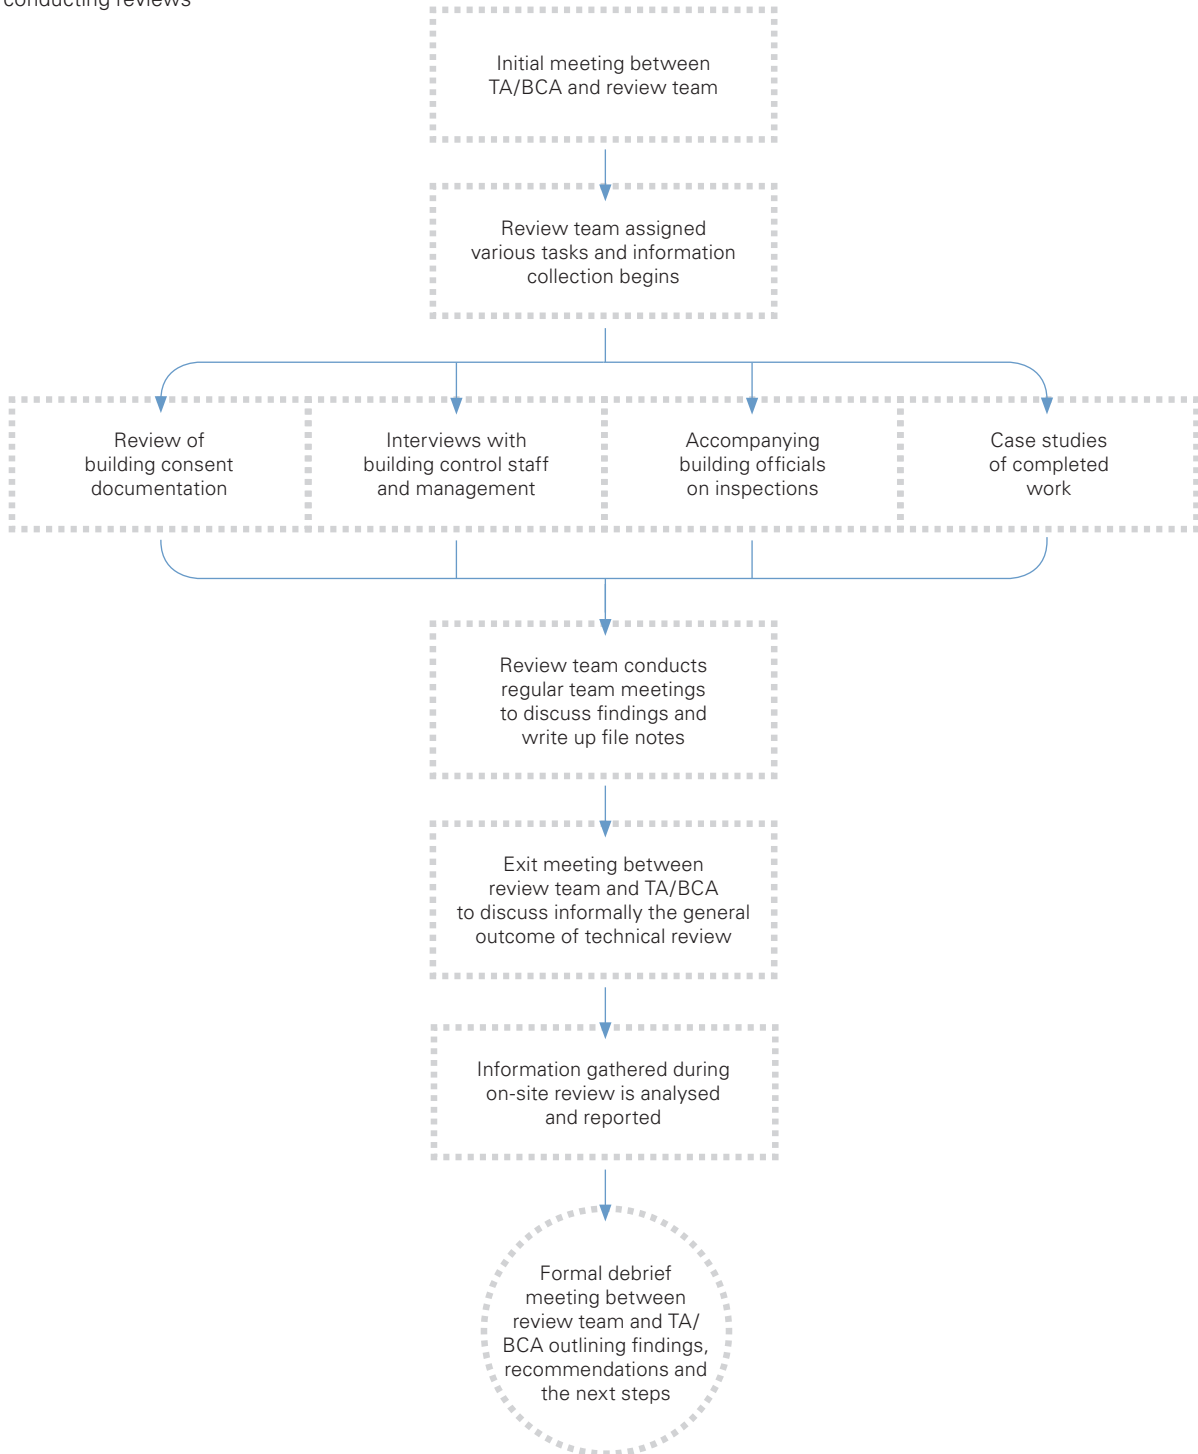 conducting reviews
Initial meeting between
TA/BCA and review team
Review team assigned
various tasks and information
collection begins
Review of
building consent
documentation
Interviews with
building control staff
and management
Accompanying
building officials
on inspections
Case studies
of completed
work
Review team conducts
regular team meetings
to discuss findings and
write up file notes
Exit meeting between
review team and TA/BCA
to discuss informally the general
outcome of technical review
Information gathered during
on-site review is analysed
and reported
Formal debrief
meeting between
review team and TA/
BCA outlining findings,
recommendations and
the next steps